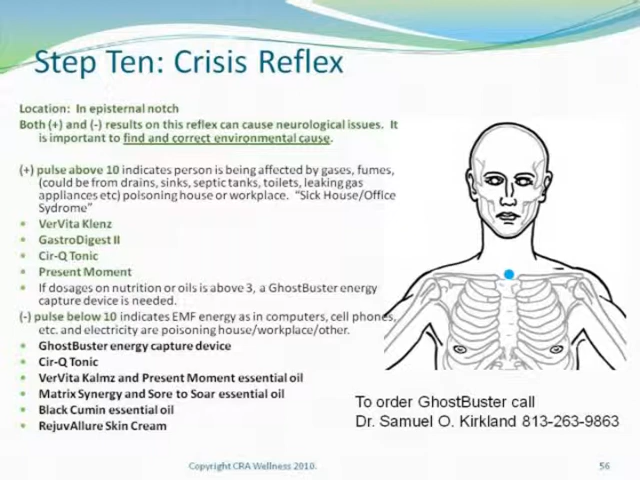 Step Ten: Crisis Reflex
Location: In episternal notch
Both (+) and (-) results on this reflex can cause neurological issues. It
is important to find and correct environmental cause.
(+) pulse above 10 indicates person is being affected by gases, fumes,
(could be from drains, sinks, septic tanks, toilets, leaking gas
appliances etc) poisoning house or workplace. "Sick House/Office
Sydrome"
• VerVita Klenz
• GastroDigest II
• Cir-Q Tonic
• Present Moment
• If dosages on nutrition or oils is above 3, a GhostBuster energy
capture device is needed.
(-) pulse below 10 indicates EMF energy as in computers, cell phones,
etc. and electricity are poisoning house/workplace/other.
• GhostBuster energy capture device
• Cir-Q Tonic
• VerVita Kalmz and Present Moment essential oil
• Matrix Synergy and Sore to Soar essential oil
• Black Cumin essential oil
• RejuvAllure Skin Cream
To order GhostBuster call
Dr. Samuel O. Kirkland 813-263-9863
Copyright CRA Wellness 2010.
56